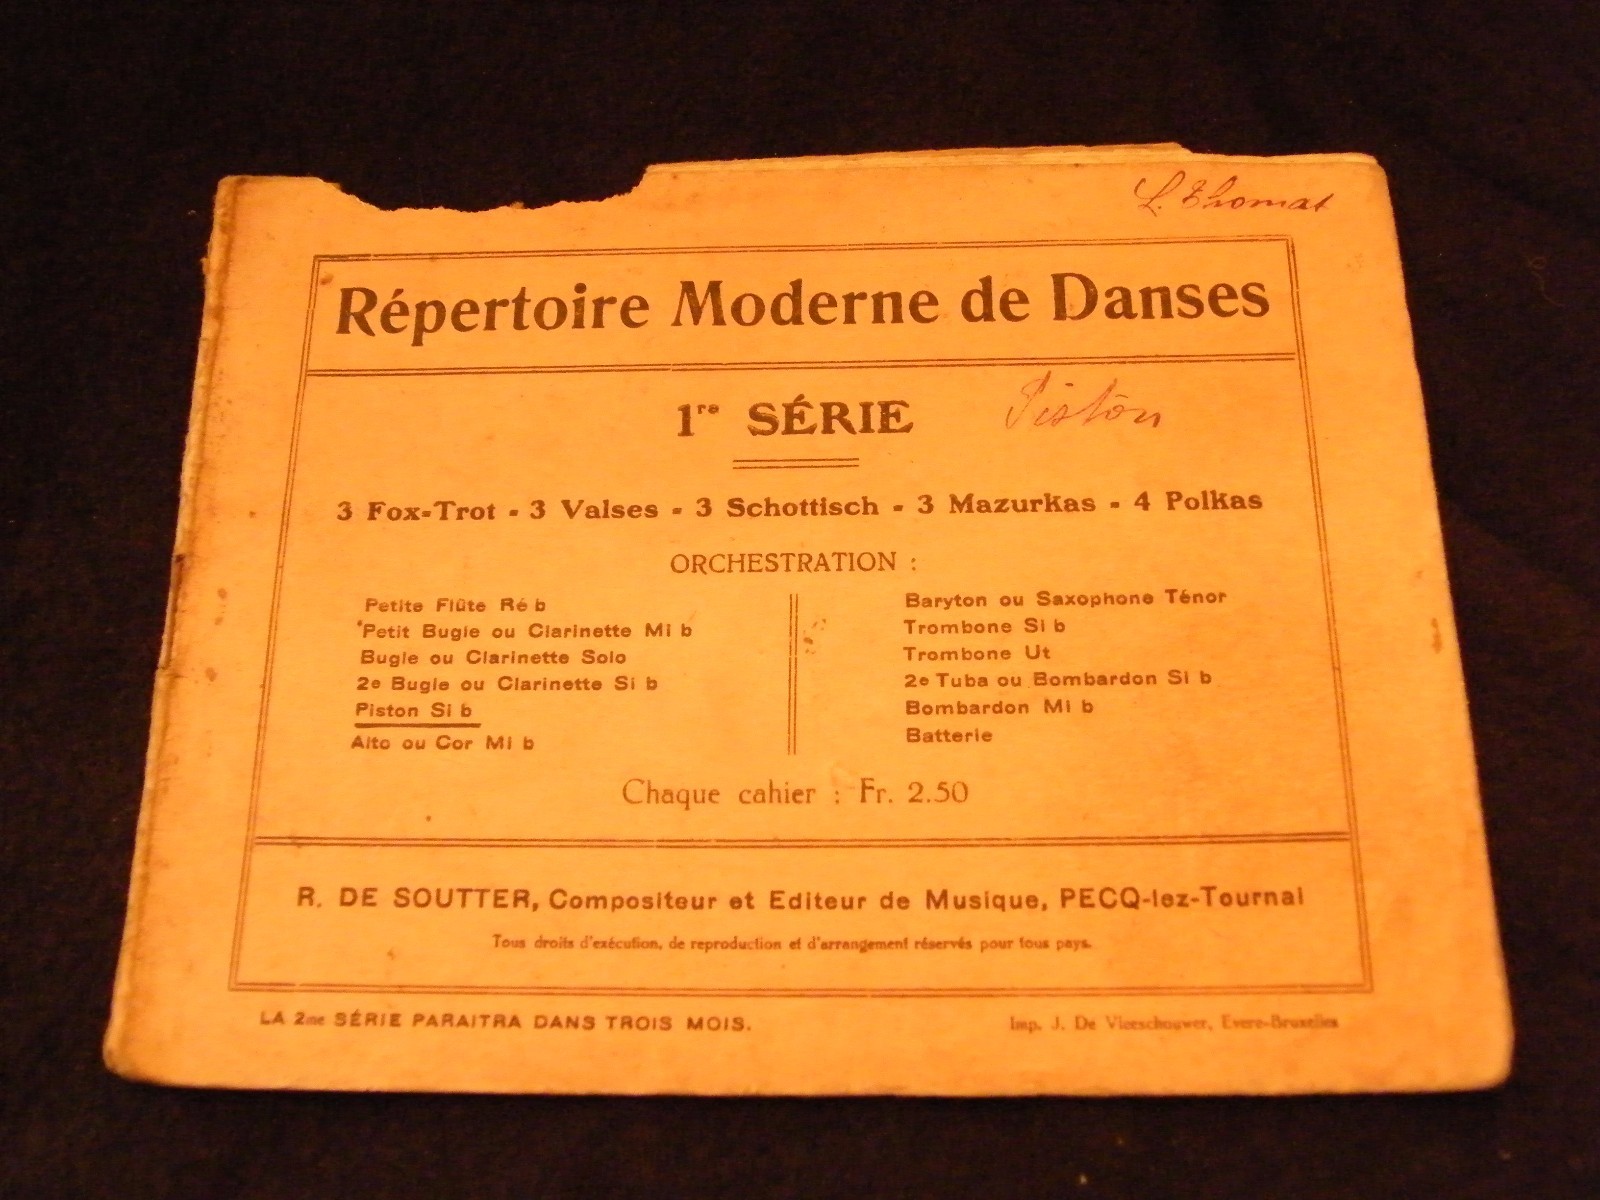 L. Thomas
Répertoire Moderne de Danses
1re SÉRIE
Piston
3 Fox=Trot - 3 Valses - 3 Schottisch - 3 Mazurkas - 4 Polkas
ORCHESTRATION :
Petite Flûte Ré b
Petit Bugle ou Clarinette Mi b
Bugle ou Clarinette Solo
2e Bugle ou Clarinette Si b
Piston Si b
Alto ou Cor Mi b
Baryton ou Saxophone Ténor
Trombone Si b
Trombone Ut
2e Tuba ou Bombardon Si b
Bombardon Mi b
Batterie
Chaque cahier : Fr. 2.50
R. DE SOUTTER, Compositeur et Editeur de Musique, PECQ-lez-Tournai
Tous droits d'exécution, de reproduction et d'arrangement réservés pour tous pays.
LA 2me SÉRIE PARAITRA DANS TROIS MOIS.
Imp. J. De Vleeschouwer, Evere-Bruxelles